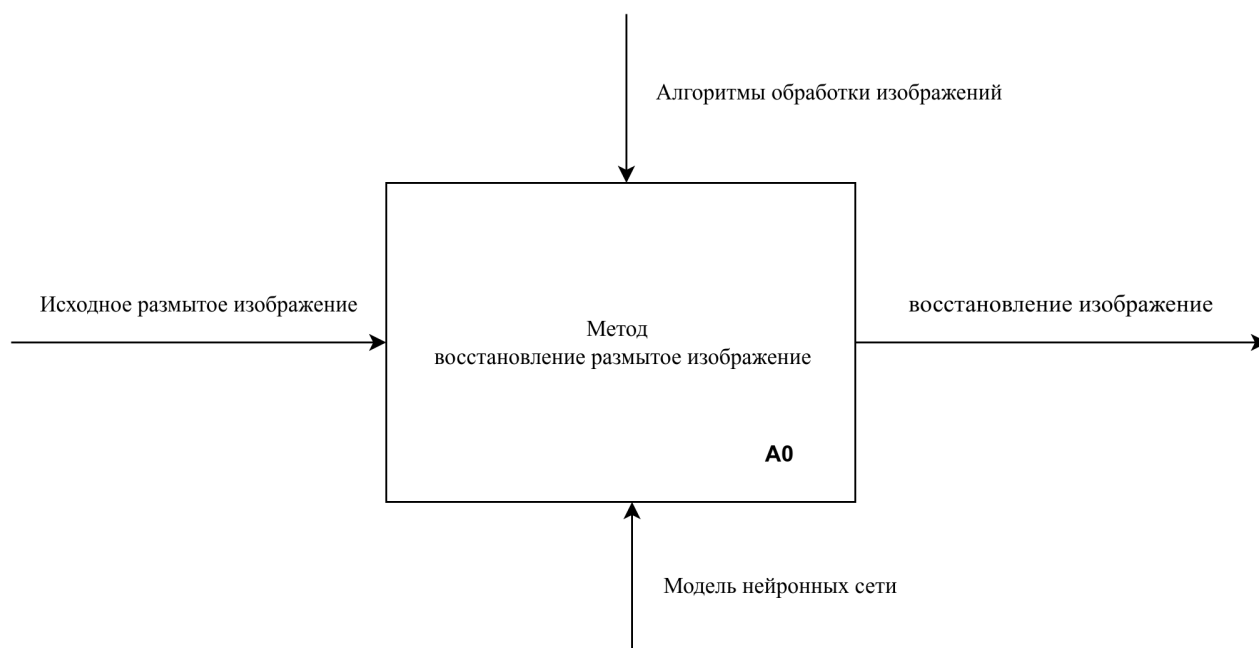 Алгоритмы обработки изображений
Исходное размытое изображение
восстановление изображение
Метод
восстановление размытое изображение
A0
Модель нейронных сети